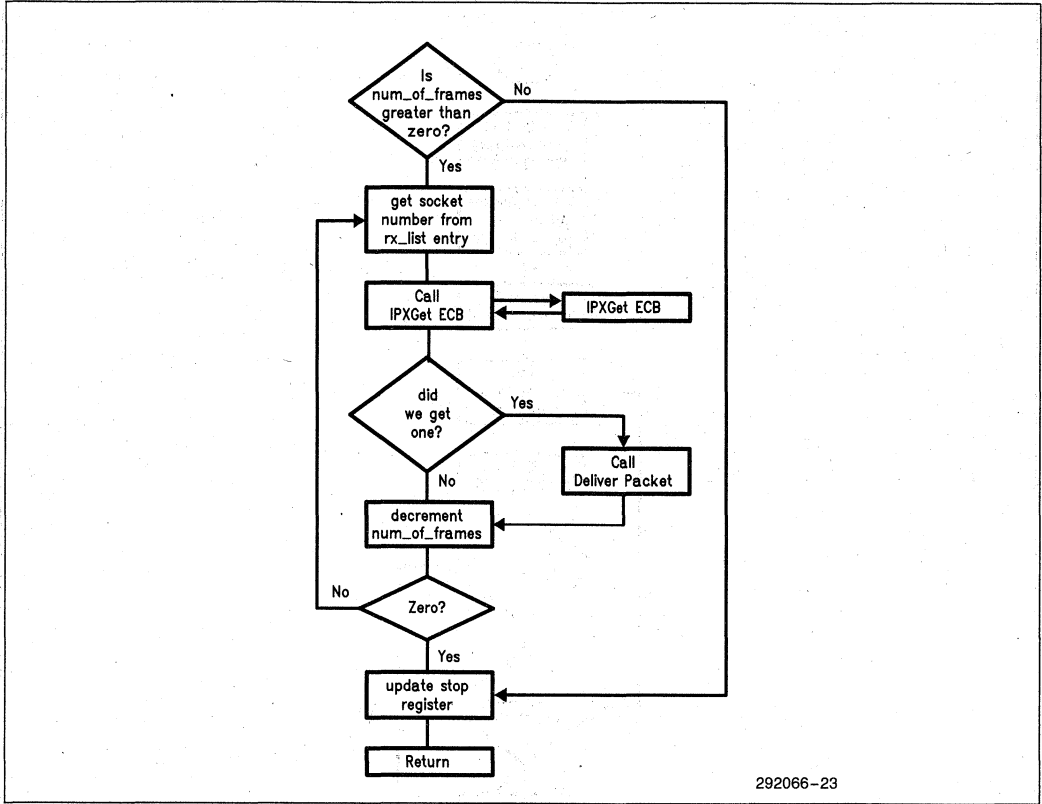 Is
num_of_frames
greater than
zero?
No
Yes
get socket
number from
rx_list entry
Call
IPXGet ECB
IPXGet ECB
did
we get
one?
Yes
Call
Deliver Packet
No
decrement
num_of_frames
No
Zero?
Yes
update stop
register
Return
292066-23